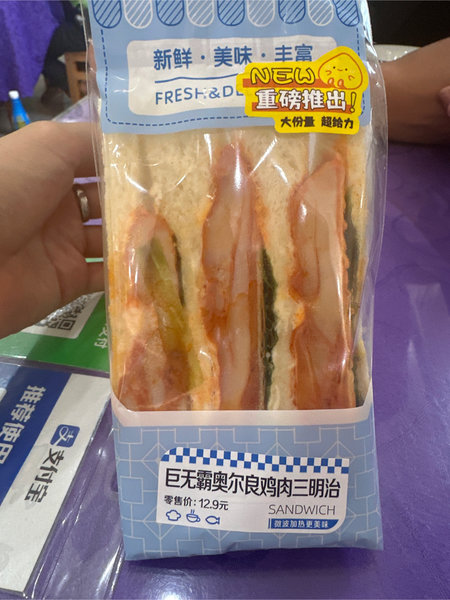 新鲜·美味·丰富
FRESH&D
NEW
重磅推出!
大份量 超给力
支付
推荐使用
支付宝
巨无霸奥尔良鸡肉三明治
零售价: 12.9元
SANDWICH
微波加热更美味